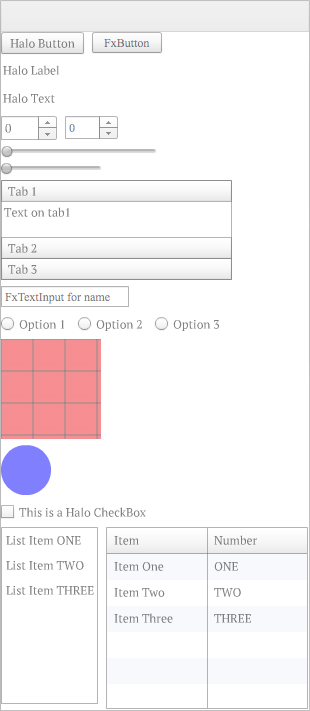 Halo Button FxButton
Halo Label
Halo Text
0 0
Tab 1
Text on tab1
Tab 2
Tab 3
FxTextInput for name
Option 1 Option 2 Option 3
This is a Halo CheckBox
List Item ONE
List Item TWO
List Item THREE
Item Number
Item One ONE
Item Two TWO
Item Three THREE